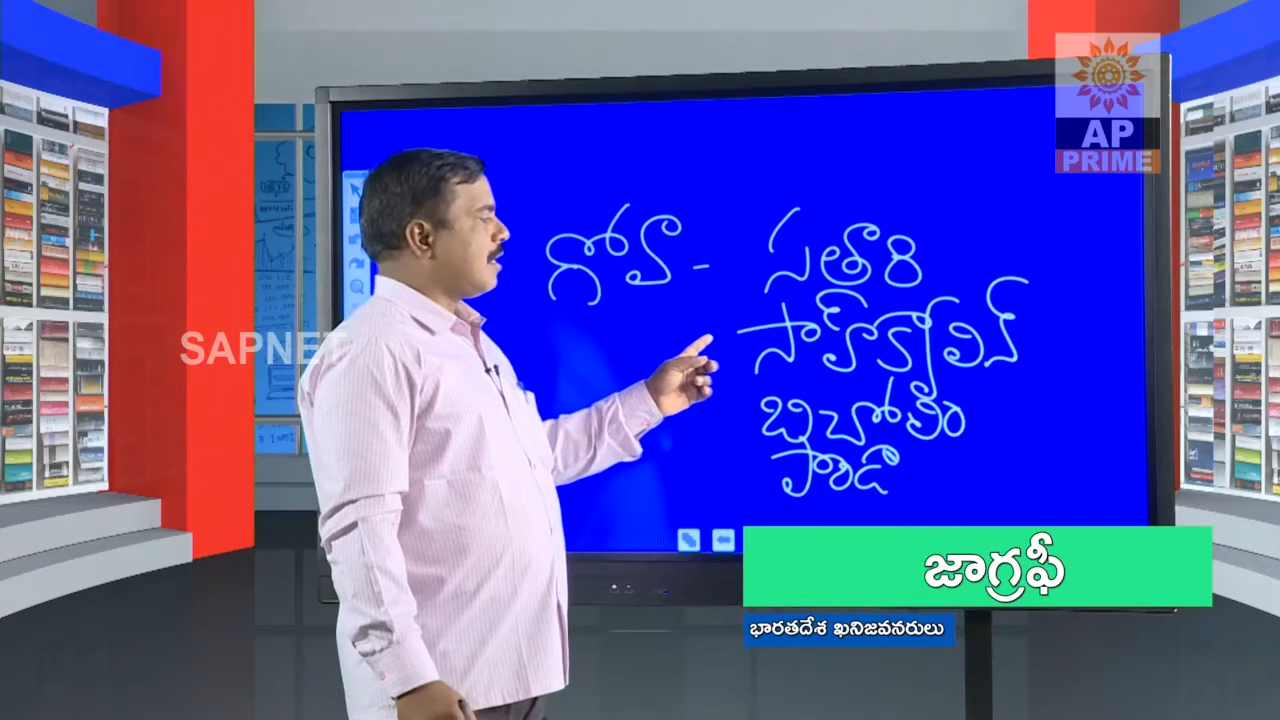 AP
PRIME
SAPNET
గోవా - సతారి
సాహ్కోలిన్
బిచోలిం
పాడా
జాగ్రఫీ
భారతదేశ ఖనిజవనరులు